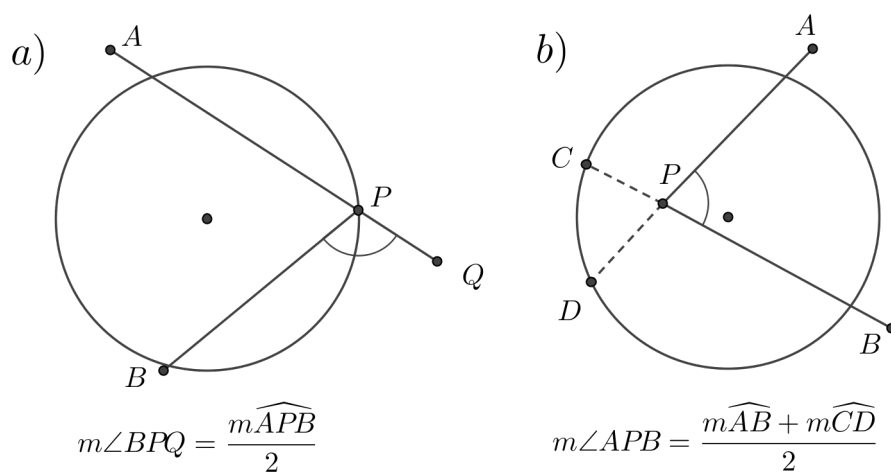 a)
A
P
Q
B
m∠BPQ = mAPB⏜ / 2
b)
A
C
P
D
B
m∠APB = (mAB⏜ + mCD⏜) / 2